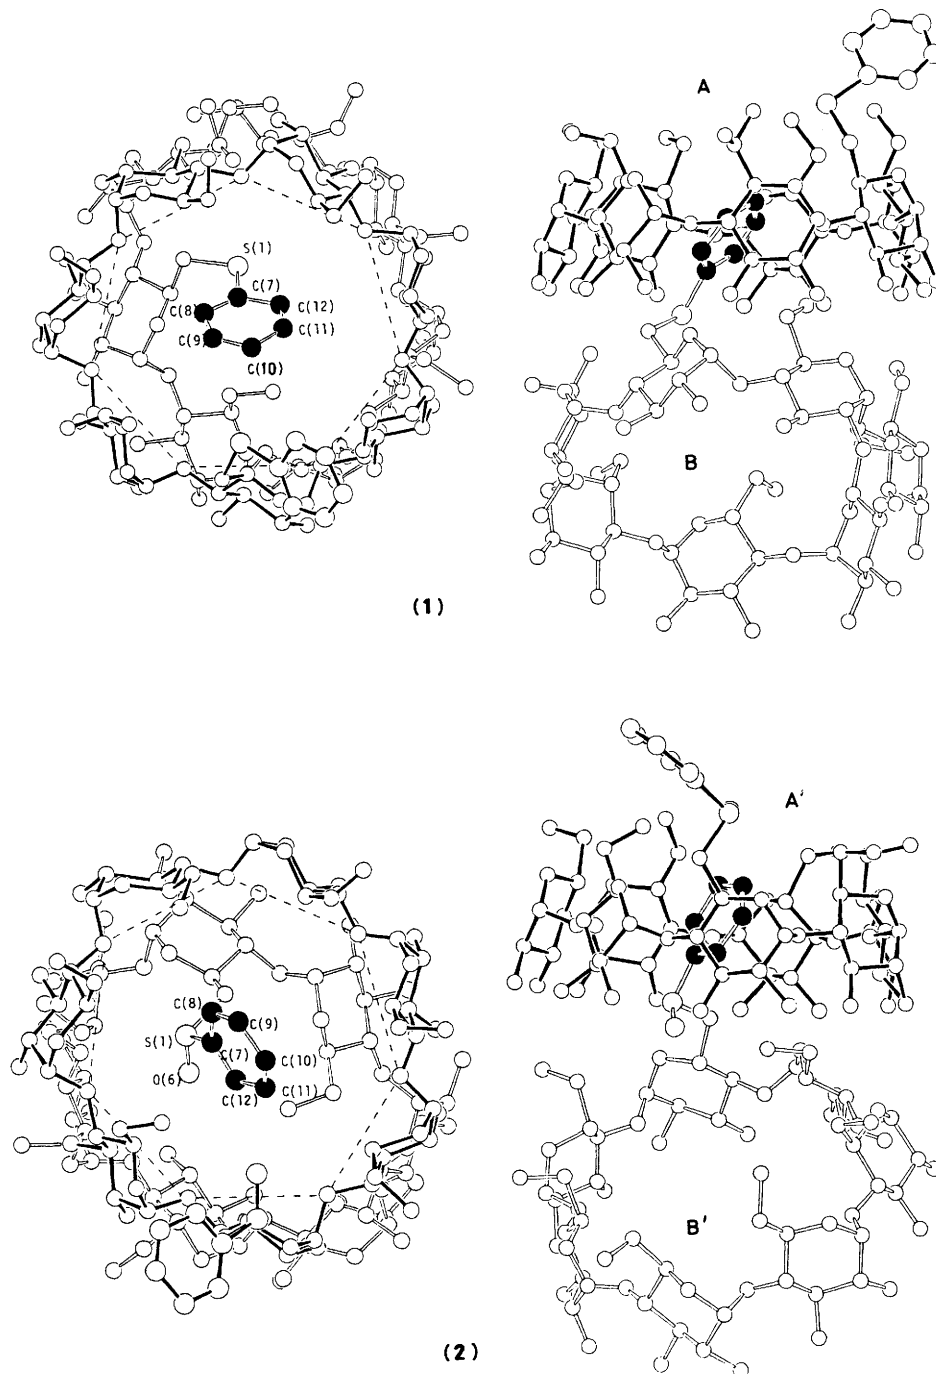 A
S(1)
C(7)
C(8)
C(12)
C(11)
C(9)
C(10)
B
(1)
A'
C(8)
C(9)
S(1)
C(7)
C(10)
O(6)
C(11)
C(12)
B'
(2)